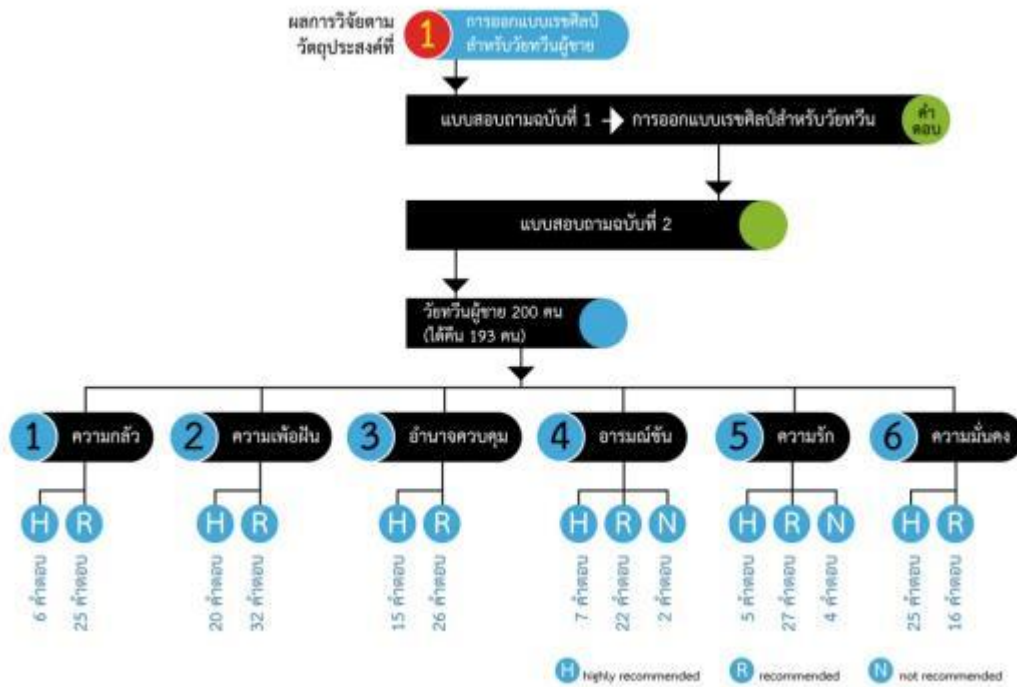 ผลการวิจัยตาม
วัตถุประสงค์ที่
1
การออกแบบเรขศิลป์
สำหรับวัยทวีนผู้ชาย
แบบสอบถามฉบับที่ 1 การออกแบบเรขศิลป์สำหรับวัยทวีน
คำ
ตอบ
แบบสอบถามฉบับที่ 2
วัยทวีนผู้ชาย 200 คน
(ได้คืน 193 คน)
1 ความกลัว
2 ความเพ้อฝัน
3 อำนาจควบคุม
4 อารมณ์ขัน
5 ความรัก
6 ความมั่นคง
H R
H R
H R
H R N
H R N
H R
6 คำตอบ
25 คำตอบ
20 คำตอบ
32 คำตอบ
15 คำตอบ
26 คำตอบ
7 คำตอบ
22 คำตอบ
2 คำตอบ
5 คำตอบ
27 คำตอบ
4 คำตอบ
25 คำตอบ
16 คำตอบ
H highly recommended
R recommended
N not recommended